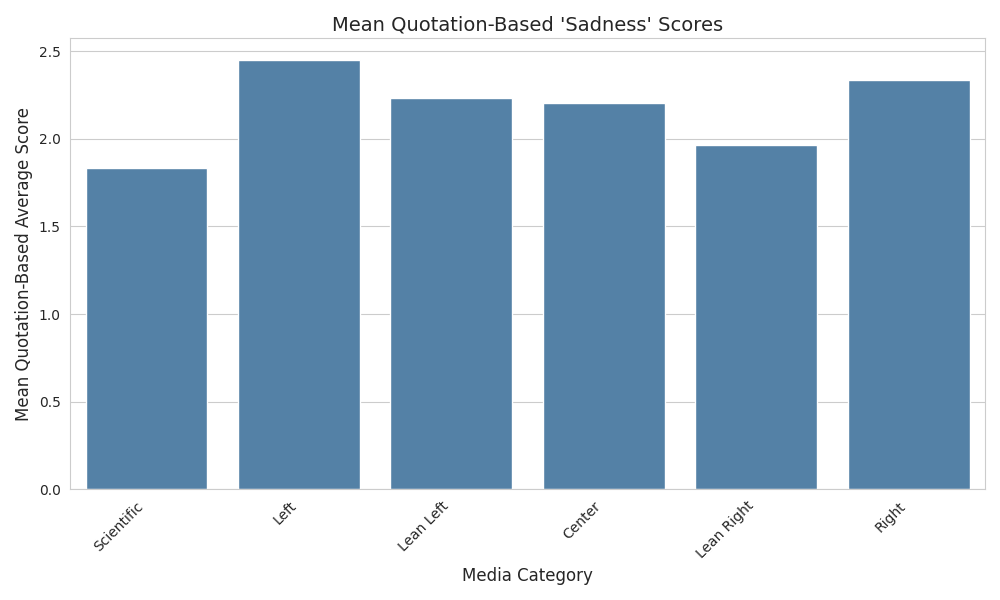 Mean Quotation-Based 'Sadness' Scores
Mean Quotation-Based Average Score
2.5
2.0
1.5
1.0
0.5
0.0
Scientific
Left
Lean Left
Center
Lean Right
Right
Media Category